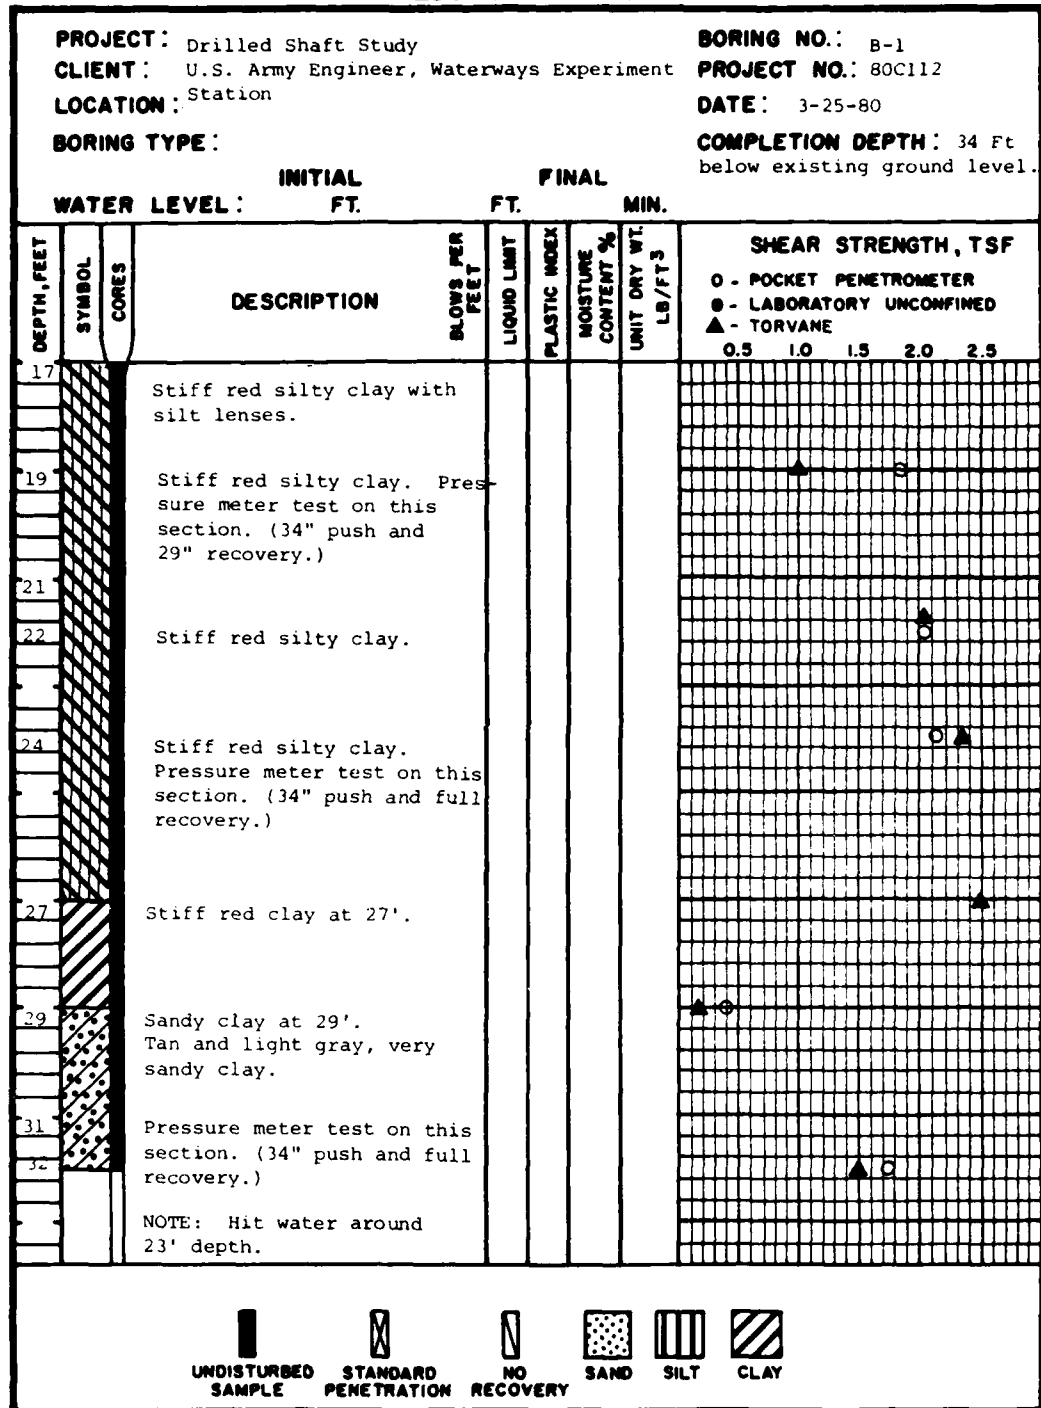 PROJECT: Drilled Shaft Study
BORING NO.: B-1
CLIENT: U.S. Army Engineer, Waterways Experiment
PROJECT NO.: 80C112
LOCATION: Station
DATE: 3-25-80
BORING TYPE:
COMPLETION DEPTH: 34 Ft
below existing ground level.
INITIAL FINAL
WATER LEVEL: FT. FT. MIN.
DEPTH, FEET
SYMBOL
CORES
DESCRIPTION
BLOWS PER
FEET
LIQUID LIMIT
PLASTIC INDEX
MOISTURE
CONTENT %
UNIT DRY WT.
LB/FT3
SHEAR STRENGTH, TSF
O - POCKET PENETROMETER
● - LABORATORY UNCONFINED
▲ - TORVANE
0.5 1.0 1.5 2.0 2.5
17
Stiff red silty clay with
silt lenses.
19
Stiff red silty clay. Pres-
sure meter test on this
section. (34" push and
29" recovery.)
21
22
Stiff red silty clay.
24
Stiff red silty clay.
Pressure meter test on this
section. (34" push and full
recovery.)
27
Stiff red clay at 27'.
29
Sandy clay at 29'.
Tan and light gray, very
sandy clay.
31
Pressure meter test on this
section. (34" push and full
recovery.)
32
NOTE: Hit water around
23' depth.
UNDISTURBED
SAMPLE
STANDARD
PENETRATION
NO
RECOVERY
SAND
SILT
CLAY